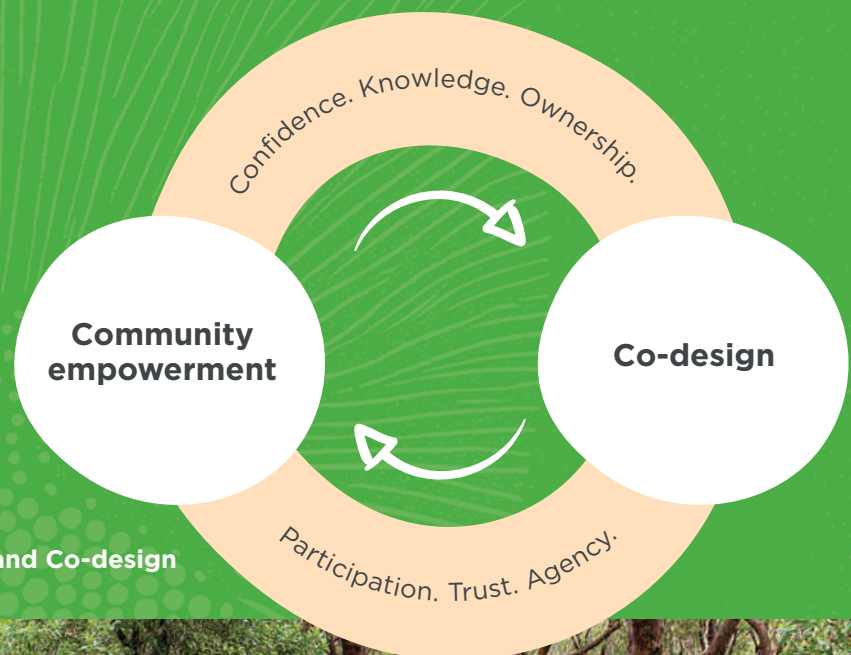 Confidence. Knowledge. Ownership.
Community
empowerment
Co-design
and Co-design
Participation. Trust. Agency.